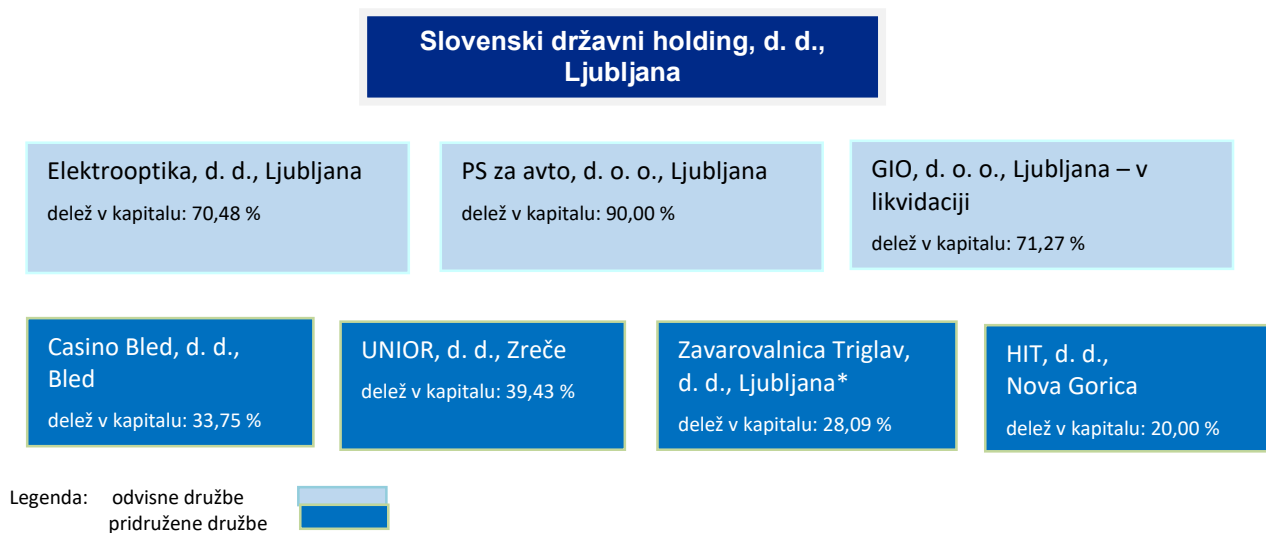 Slovenski državni holding, d. d.,
Ljubljana
Elektrooptika, d. d., Ljubljana
delež v kapitalu: 70,48 %
PS za avto, d. o. o., Ljubljana
delež v kapitalu: 90,00 %
GIO, d. o. o., Ljubljana – v
likvidaciji
delež v kapitalu: 71,27 %
Casino Bled, d. d.,
Bled
delež v kapitalu: 33,75 %
UNIOR, d. d., Zreče
delež v kapitalu: 39,43 %
Zavarovalnica Triglav,
d. d., Ljubljana*
delež v kapitalu: 28,09 %
HIT, d. d.,
Nova Gorica
delež v kapitalu: 20,00 %
Legenda: odvisne družbe
pridružene družbe